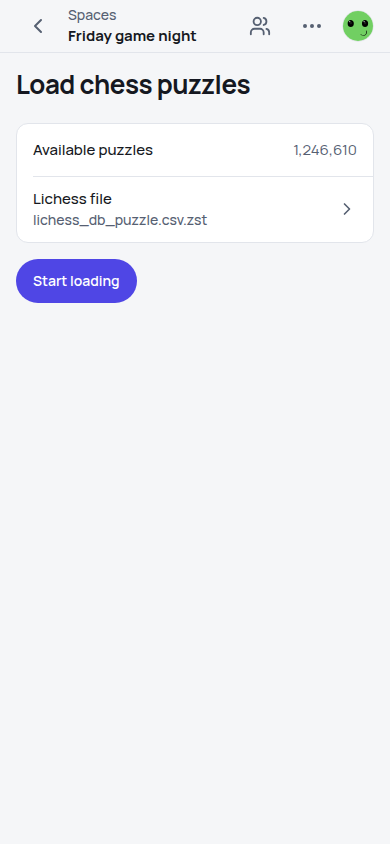 Spaces
Friday game night
Load chess puzzles
Available puzzles
1,246,610
Lichess file
lichess_db_puzzle.csv.zst
Start loading